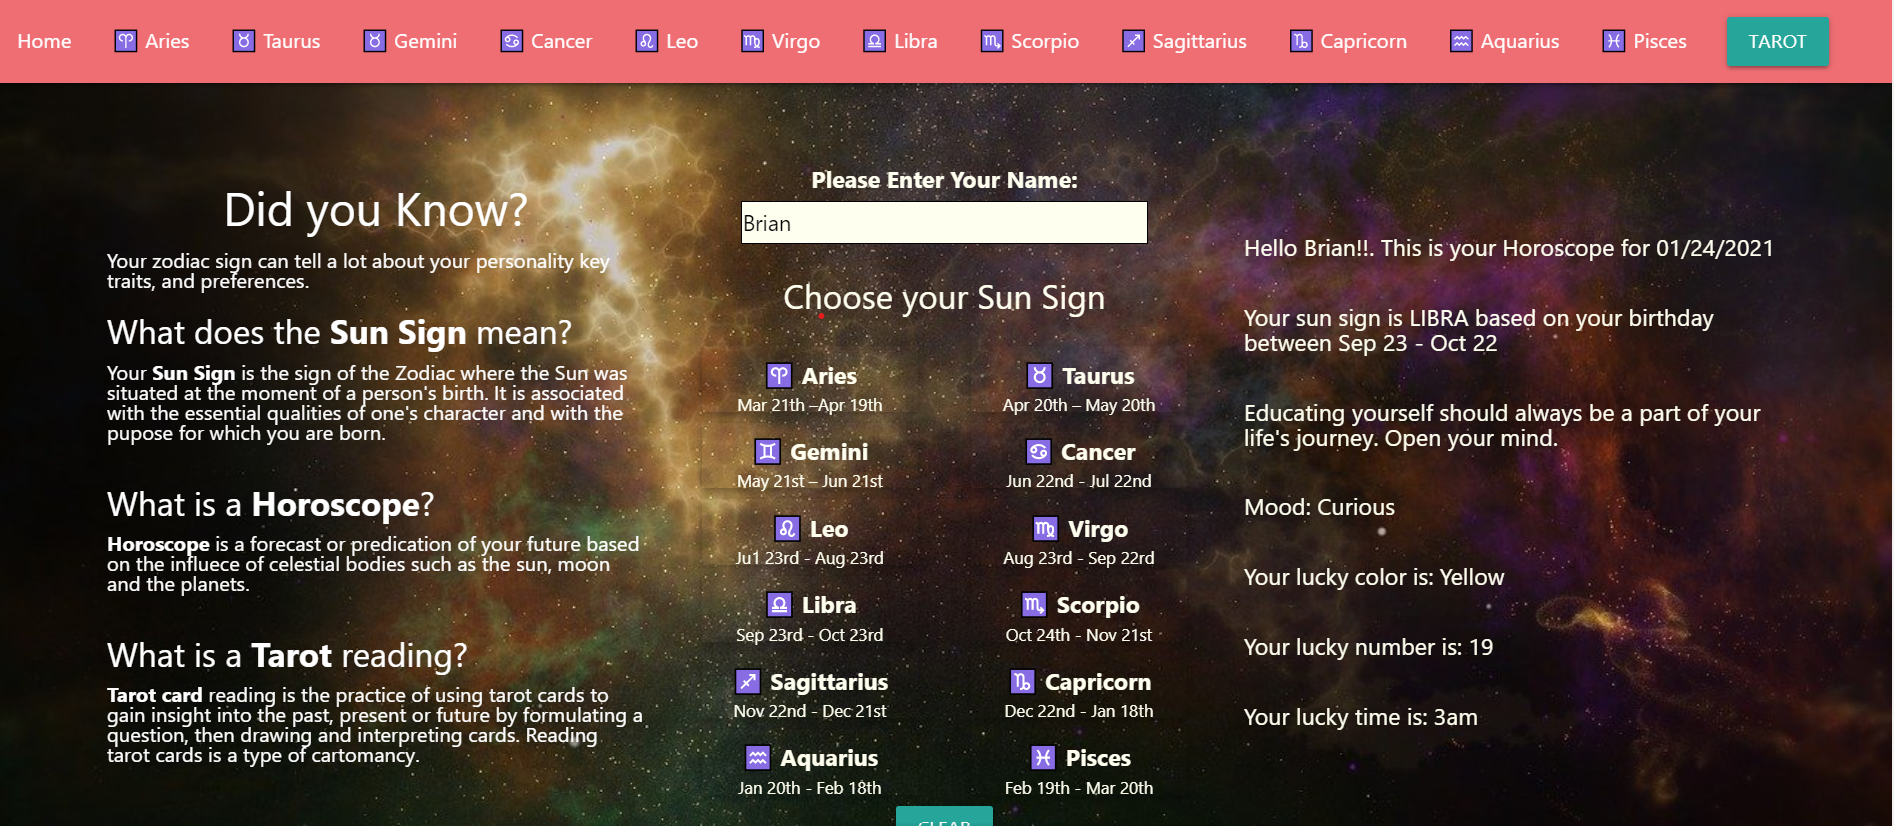 Home ♈ Aries ♉ Taurus ♉ Gemini ♋ Cancer ♌ Leo ♍ Virgo ♎ Libra ♏ Scorpio ♐ Sagittarius ♑ Capricorn ♒ Aquarius ♓ Pisces TAROT
Did you Know?
Your zodiac sign can tell a lot about your personality key
traits, and preferences.
What does the Sun Sign mean?
Your Sun Sign is the sign of the Zodiac where the Sun was
situated at the moment of a person's birth. It is associated
with the essential qualities of one's character and with the
pupose for which you are born.
What is a Horoscope?
Horoscope is a forecast or predication of your future based
on the influece of celestial bodies such as the sun, moon
and the planets.
What is a Tarot reading?
Tarot card reading is the practice of using tarot cards to
gain insight into the past, present or future by formulating a
question, then drawing and interpreting cards. Reading
tarot cards is a type of cartomancy.
Please Enter Your Name:
Brian
Choose your Sun Sign
♈ Aries
Mar 21th –Apr 19th
♉ Taurus
Apr 20th – May 20th
♊ Gemini
May 21st – Jun 21st
♋ Cancer
Jun 22nd - Jul 22nd
♌ Leo
Ju1 23rd - Aug 23rd
♍ Virgo
Aug 23rd - Sep 22rd
♎ Libra
Sep 23rd - Oct 23rd
♏ Scorpio
Oct 24th - Nov 21st
♐ Sagittarius
Nov 22nd - Dec 21st
♑ Capricorn
Dec 22nd - Jan 18th
♒ Aquarius
Jan 20th - Feb 18th
♓ Pisces
Feb 19th - Mar 20th
CLEAR
Hello Brian!!. This is your Horoscope for 01/24/2021
Your sun sign is LIBRA based on your birthday
between Sep 23 - Oct 22
Educating yourself should always be a part of your
life's journey. Open your mind.
Mood: Curious
Your lucky color is: Yellow
Your lucky number is: 19
Your lucky time is: 3am